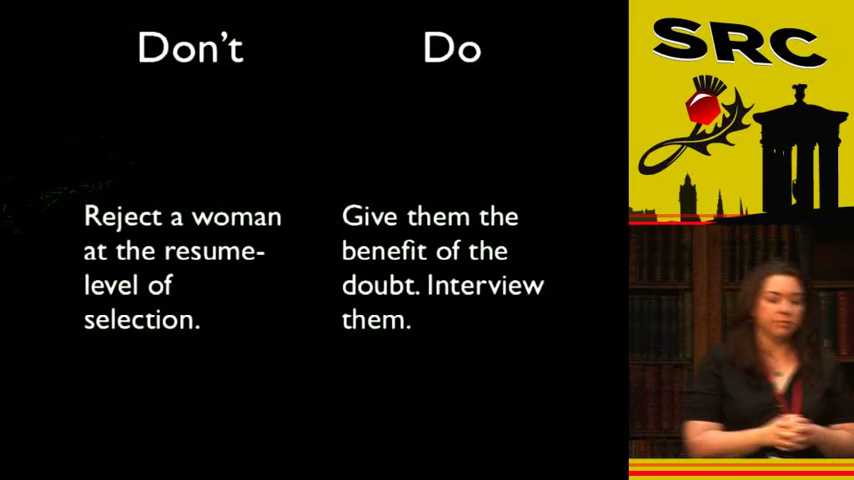 Don't
Do
Reject a woman
at the resume-
level of
selection.
Give them the
benefit of the
doubt. Interview
them.
SRC